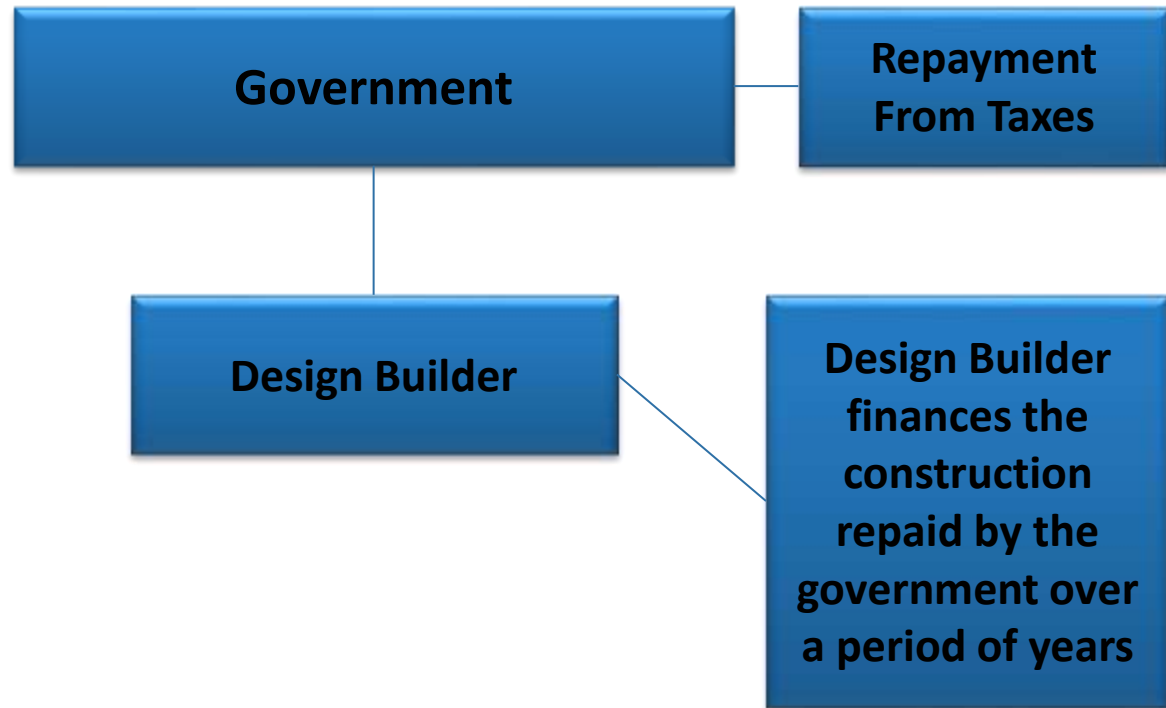 Government
Repayment
From Taxes
Design Builder
Design Builder
finances the
construction
repaid by the
government over
a period of years